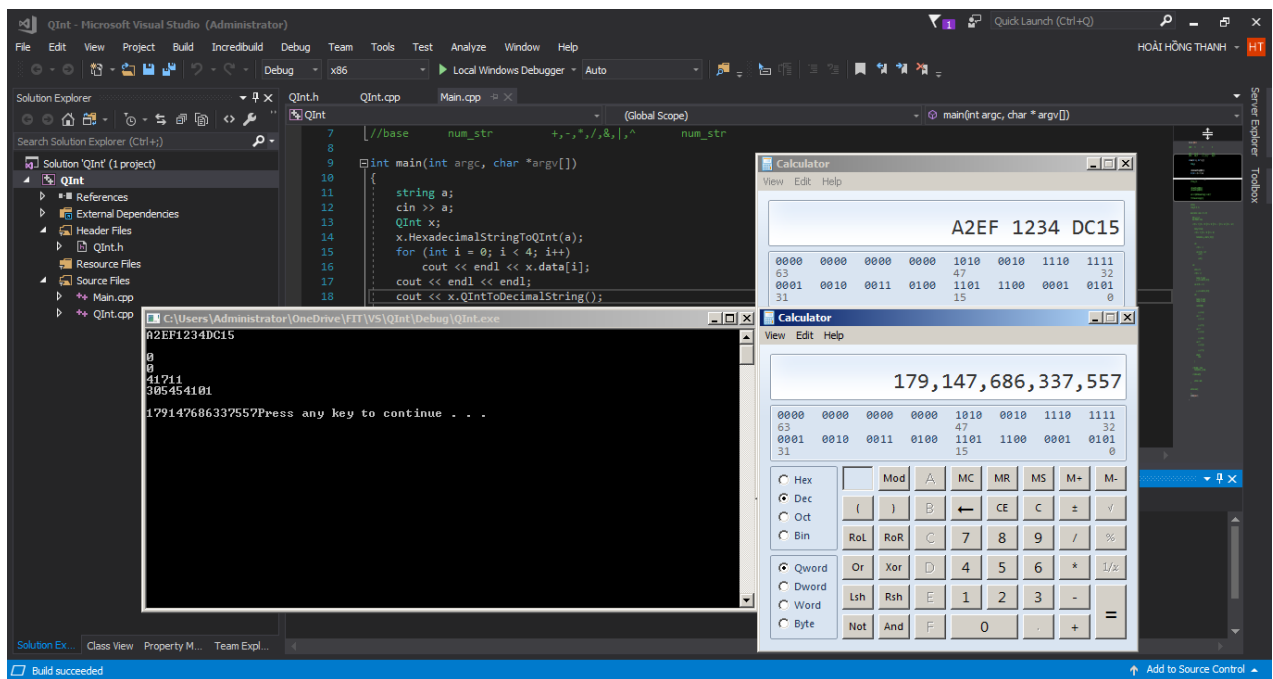 QInt - Microsoft Visual Studio (Administrator)
1
Quick Launch (Ctrl+Q)
File Edit View Project Build Incredibuild Debug Team Tools Test Analyze Window Help
HOÀI HỒNG THANH
HT
Debug x86 Local Windows Debugger Auto
Solution Explorer
Search Solution Explorer (Ctrl+;)
Solution 'QInt' (1 project)
QInt
References
External Dependencies
Header Files
QInt.h
Resource Files
Source Files
Main.cpp
QInt.cpp
Solution Ex... Class View Property M... Team Expl...
QInt.h QInt.cpp Main.cpp
QInt (Global Scope) main(int argc, char * argv[])
7 //base num_str +,-,*,/,&,|,^ num_str
8
9 int main(int argc, char *argv[])
10 {
11 string a;
12 cin >> a;
13 QInt x;
14 x.HexadecimalStringToQInt(a);
15 for (int i = 0; i < 4; i++)
16 cout << endl << x.data[i];
17 cout << endl << endl;
18 cout << x.QIntToDecimalString();
Server Explorer
Toolbox
C:\Users\Administrator\OneDrive\FIT\VS\QInt\Debug\QInt.exe
A2EF1234DC15
0
0
41711
305454101
179147686337557Press any key to continue . . .
Calculator
View Edit Help
A2EF 1234 DC15
0000 0000 0000 0000 1010 0010 1110 1111
63 47 32
0001 0010 0011 0100 1101 1100 0001 0101
31 15 0
Calculator
View Edit Help
179,147,686,337,557
0000 0000 0000 0000 1010 0010 1110 1111
63 47 32
0001 0010 0011 0100 1101 1100 0001 0101
31 15 0
Hex Mod A MC MR MS M+ M-
Dec ( ) B ← CE C ± √
Oct
Bin RoL RoR C 7 8 9 / %
Qword Or Xor D 4 5 6 * 1/x
Dword
Word Lsh Rsh E 1 2 3 - =
Byte Not And F 0 . +
Build succeeded
Add to Source Control